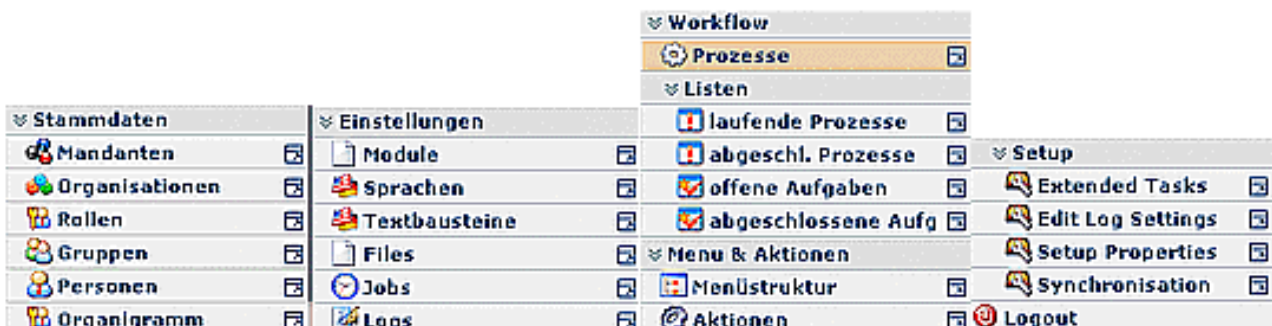 Stammdaten
Mandanten
Organisationen
Rollen
Gruppen
Personen
Organigramm
Einstellungen
Module
Sprachen
Textbausteine
Files
Jobs
Logs
Workflow
Prozesse
Listen
laufende Prozesse
abgeschl. Prozesse
offene Aufgaben
abgeschlossene Aufg
Menu & Aktionen
Menüstruktur
Aktionen
Setup
Extended Tasks
Edit Log Settings
Setup Properties
Synchronisation
Logout